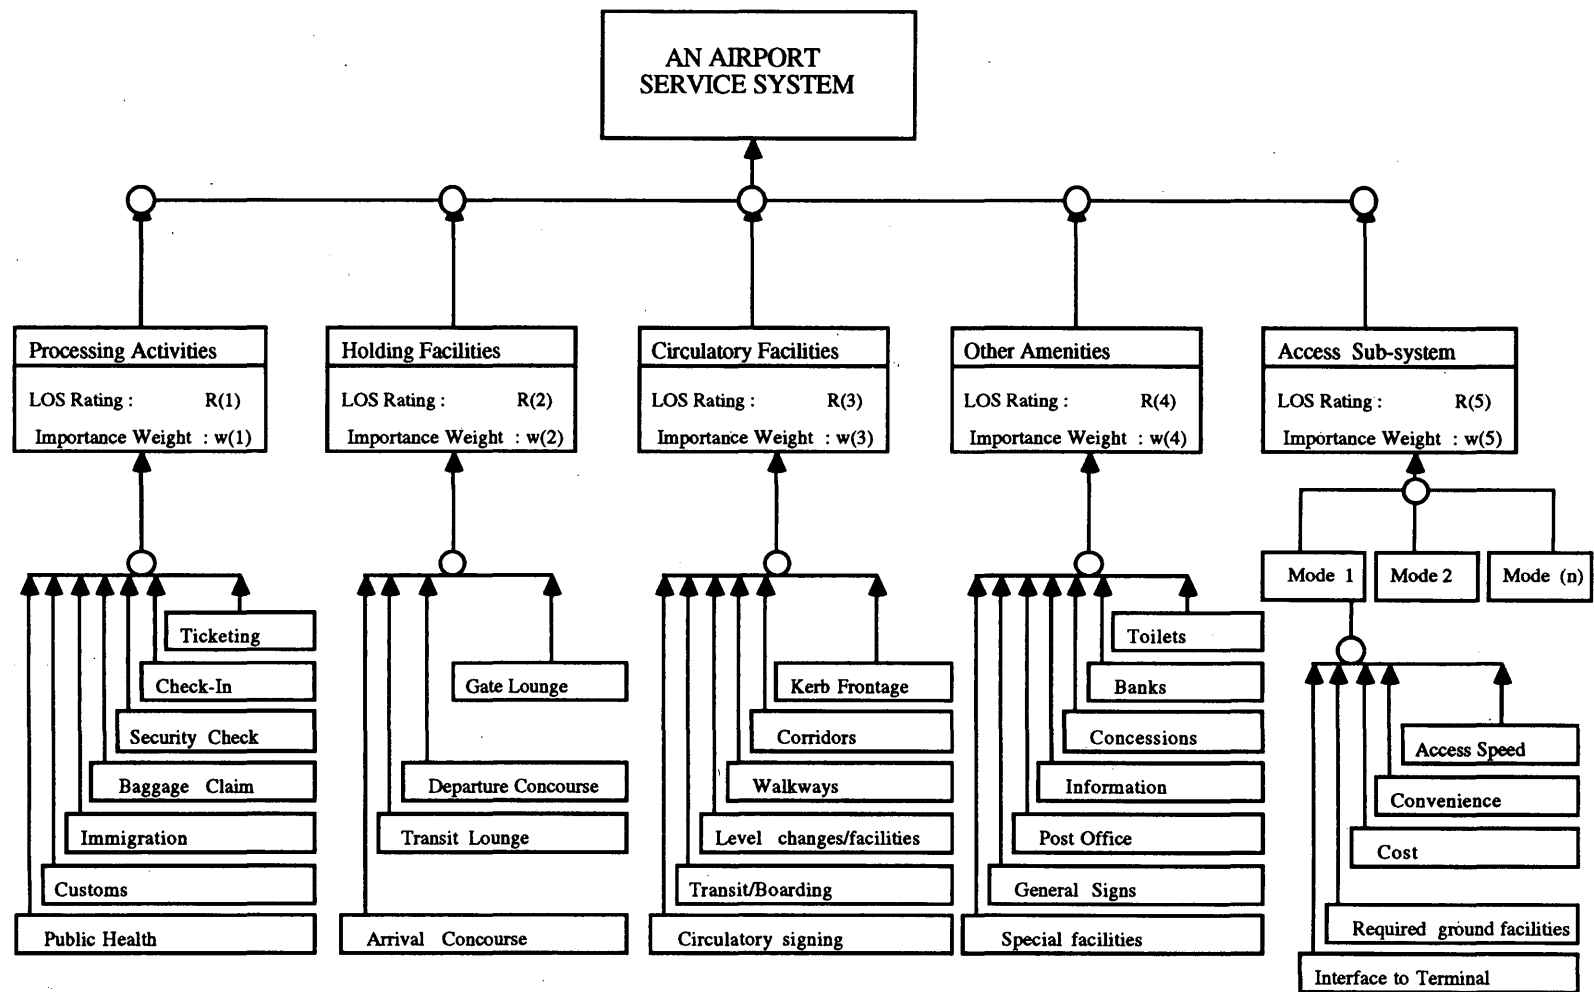 AN AIRPORT
SERVICE SYSTEM
Processing Activities
LOS Rating : R(1)
Importance Weight : w(1)
Holding Facilities
LOS Rating : R(2)
Importance Weight : w(2)
Circulatory Facilities
LOS Rating : R(3)
Importance Weight : w(3)
Other Amenities
LOS Rating : R(4)
Importance Weight : w(4)
Access Sub-system
LOS Rating : R(5)
Importance Weight : w(5)
Ticketing
Check-In
Security Check
Baggage Claim
Immigration
Customs
Public Health
Gate Lounge
Departure Concourse
Transit Lounge
Arrival Concourse
Kerb Frontage
Corridors
Walkways
Level changes/facilities
Transit/Boarding
Circulatory signing
Toilets
Banks
Concessions
Information
Post Office
General Signs
Special facilities
Mode 1
Mode 2
Mode (n)
Access Speed
Convenience
Cost
Required ground facilities
Interface to Terminal